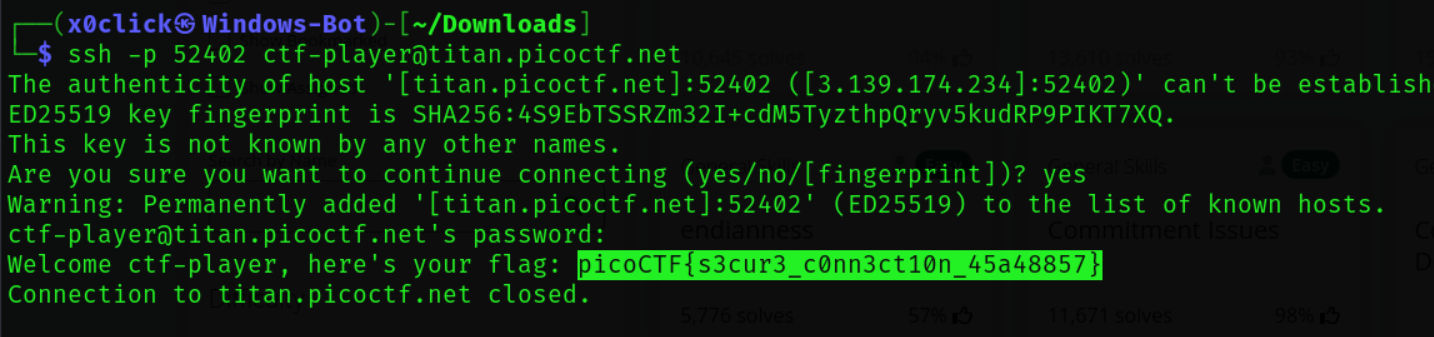 ┌──(x0click㉿Windows-Bot)-[~/Downloads]
└─$ ssh -p 52402 ctf-player@titan.picoctf.net
The authenticity of host '[titan.picoctf.net]:52402 ([3.139.174.234]:52402)' can't be establish
ED25519 key fingerprint is SHA256:4S9EbTSSRZm32I+cdM5TyzthpQryv5kudRP9PIKT7XQ.
This key is not known by any other names.
Are you sure you want to continue connecting (yes/no/[fingerprint])? yes
Warning: Permanently added '[titan.picoctf.net]:52402' (ED25519) to the list of known hosts.
ctf-player@titan.picoctf.net's password:
Welcome ctf-player, here's your flag: picoCTF{s3cur3_c0nn3ct10n_45a48857}
Connection to titan.picoctf.net closed.
General Skills
Easy
endianness
Commitment Issues
5,776 solves
57%
11,671 solves
98%